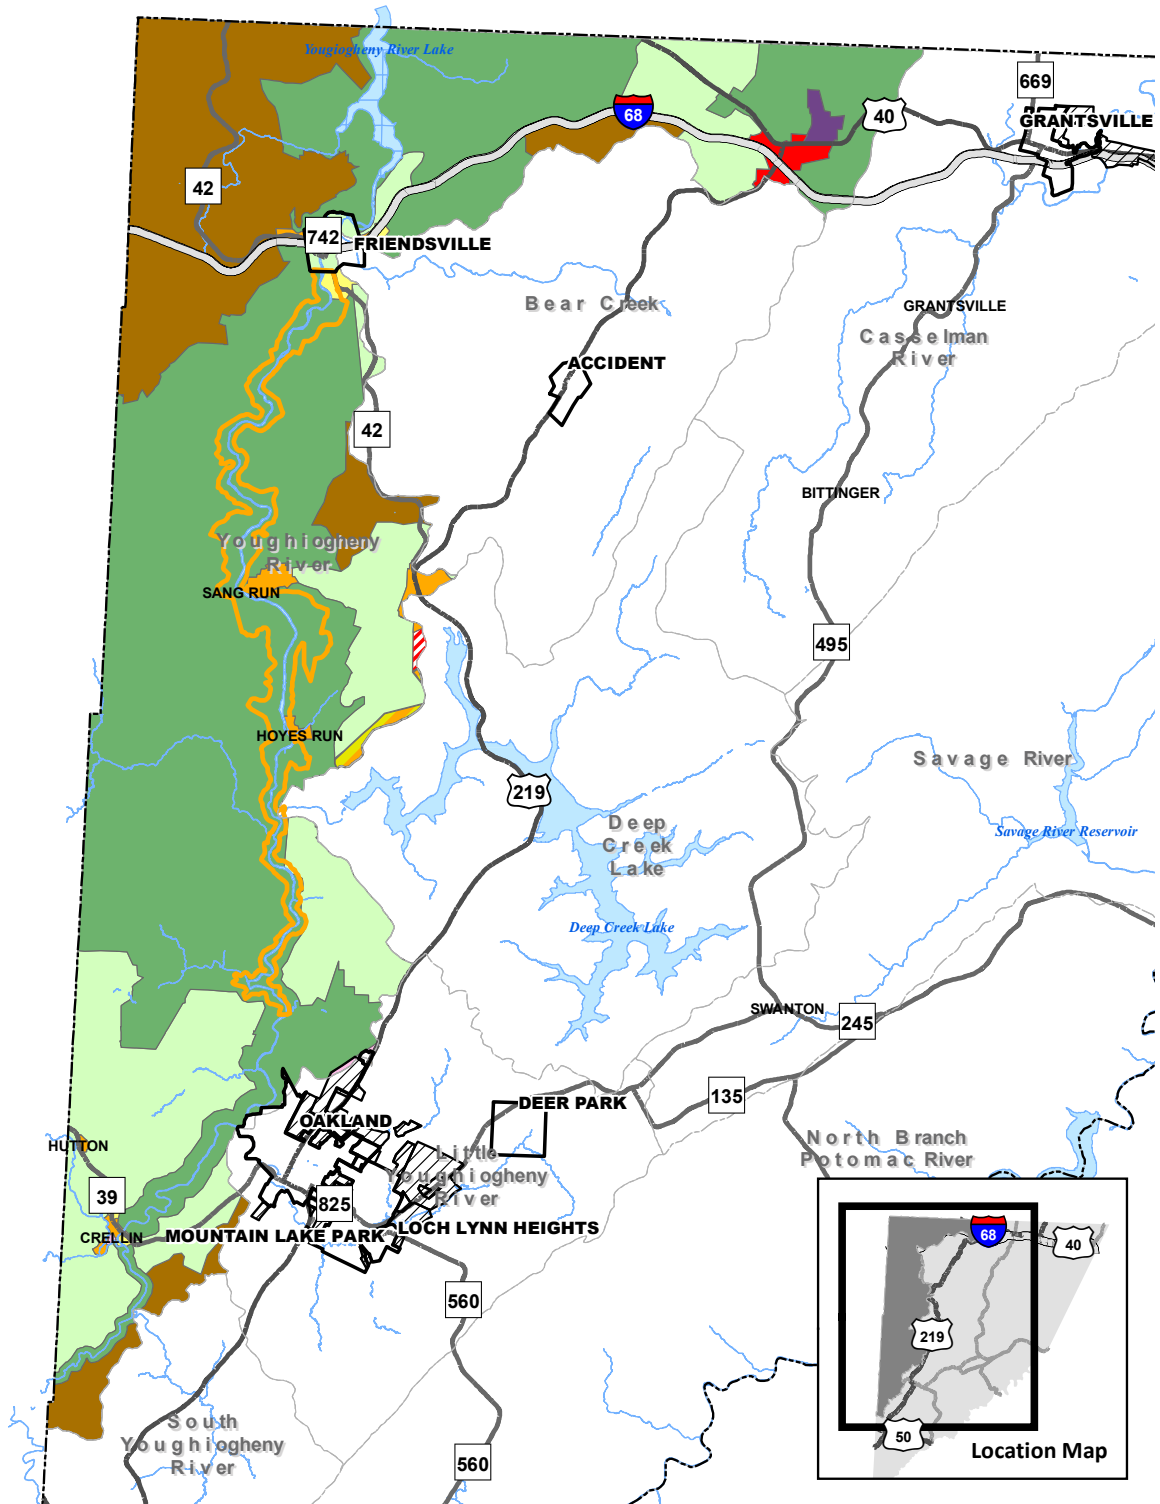 Yougiogheny River Lake
669
68
40
GRANTSVILLE
42
742
FRIENDSVILLE
Bear Creek
GRANTSVILLE
Casselman
River
ACCIDENT
42
BITTINGER
Youghiogheny
River
SANG RUN
495
HOYES RUN
Savage River
219
Deep
Creek
Lake
Savage River Reservoir
Deep Creek Lake
SWANTON
245
135
DEER PARK
OAKLAND
HUTTON
North Branch
Potomac River
Little
Youghiogheny
River
39
825
CRELLIN
MOUNTAIN LAKE PARK
LOCH LYNN HEIGHTS
560
68
40
219
50
Location Map
South
Youghiogheny
River
560